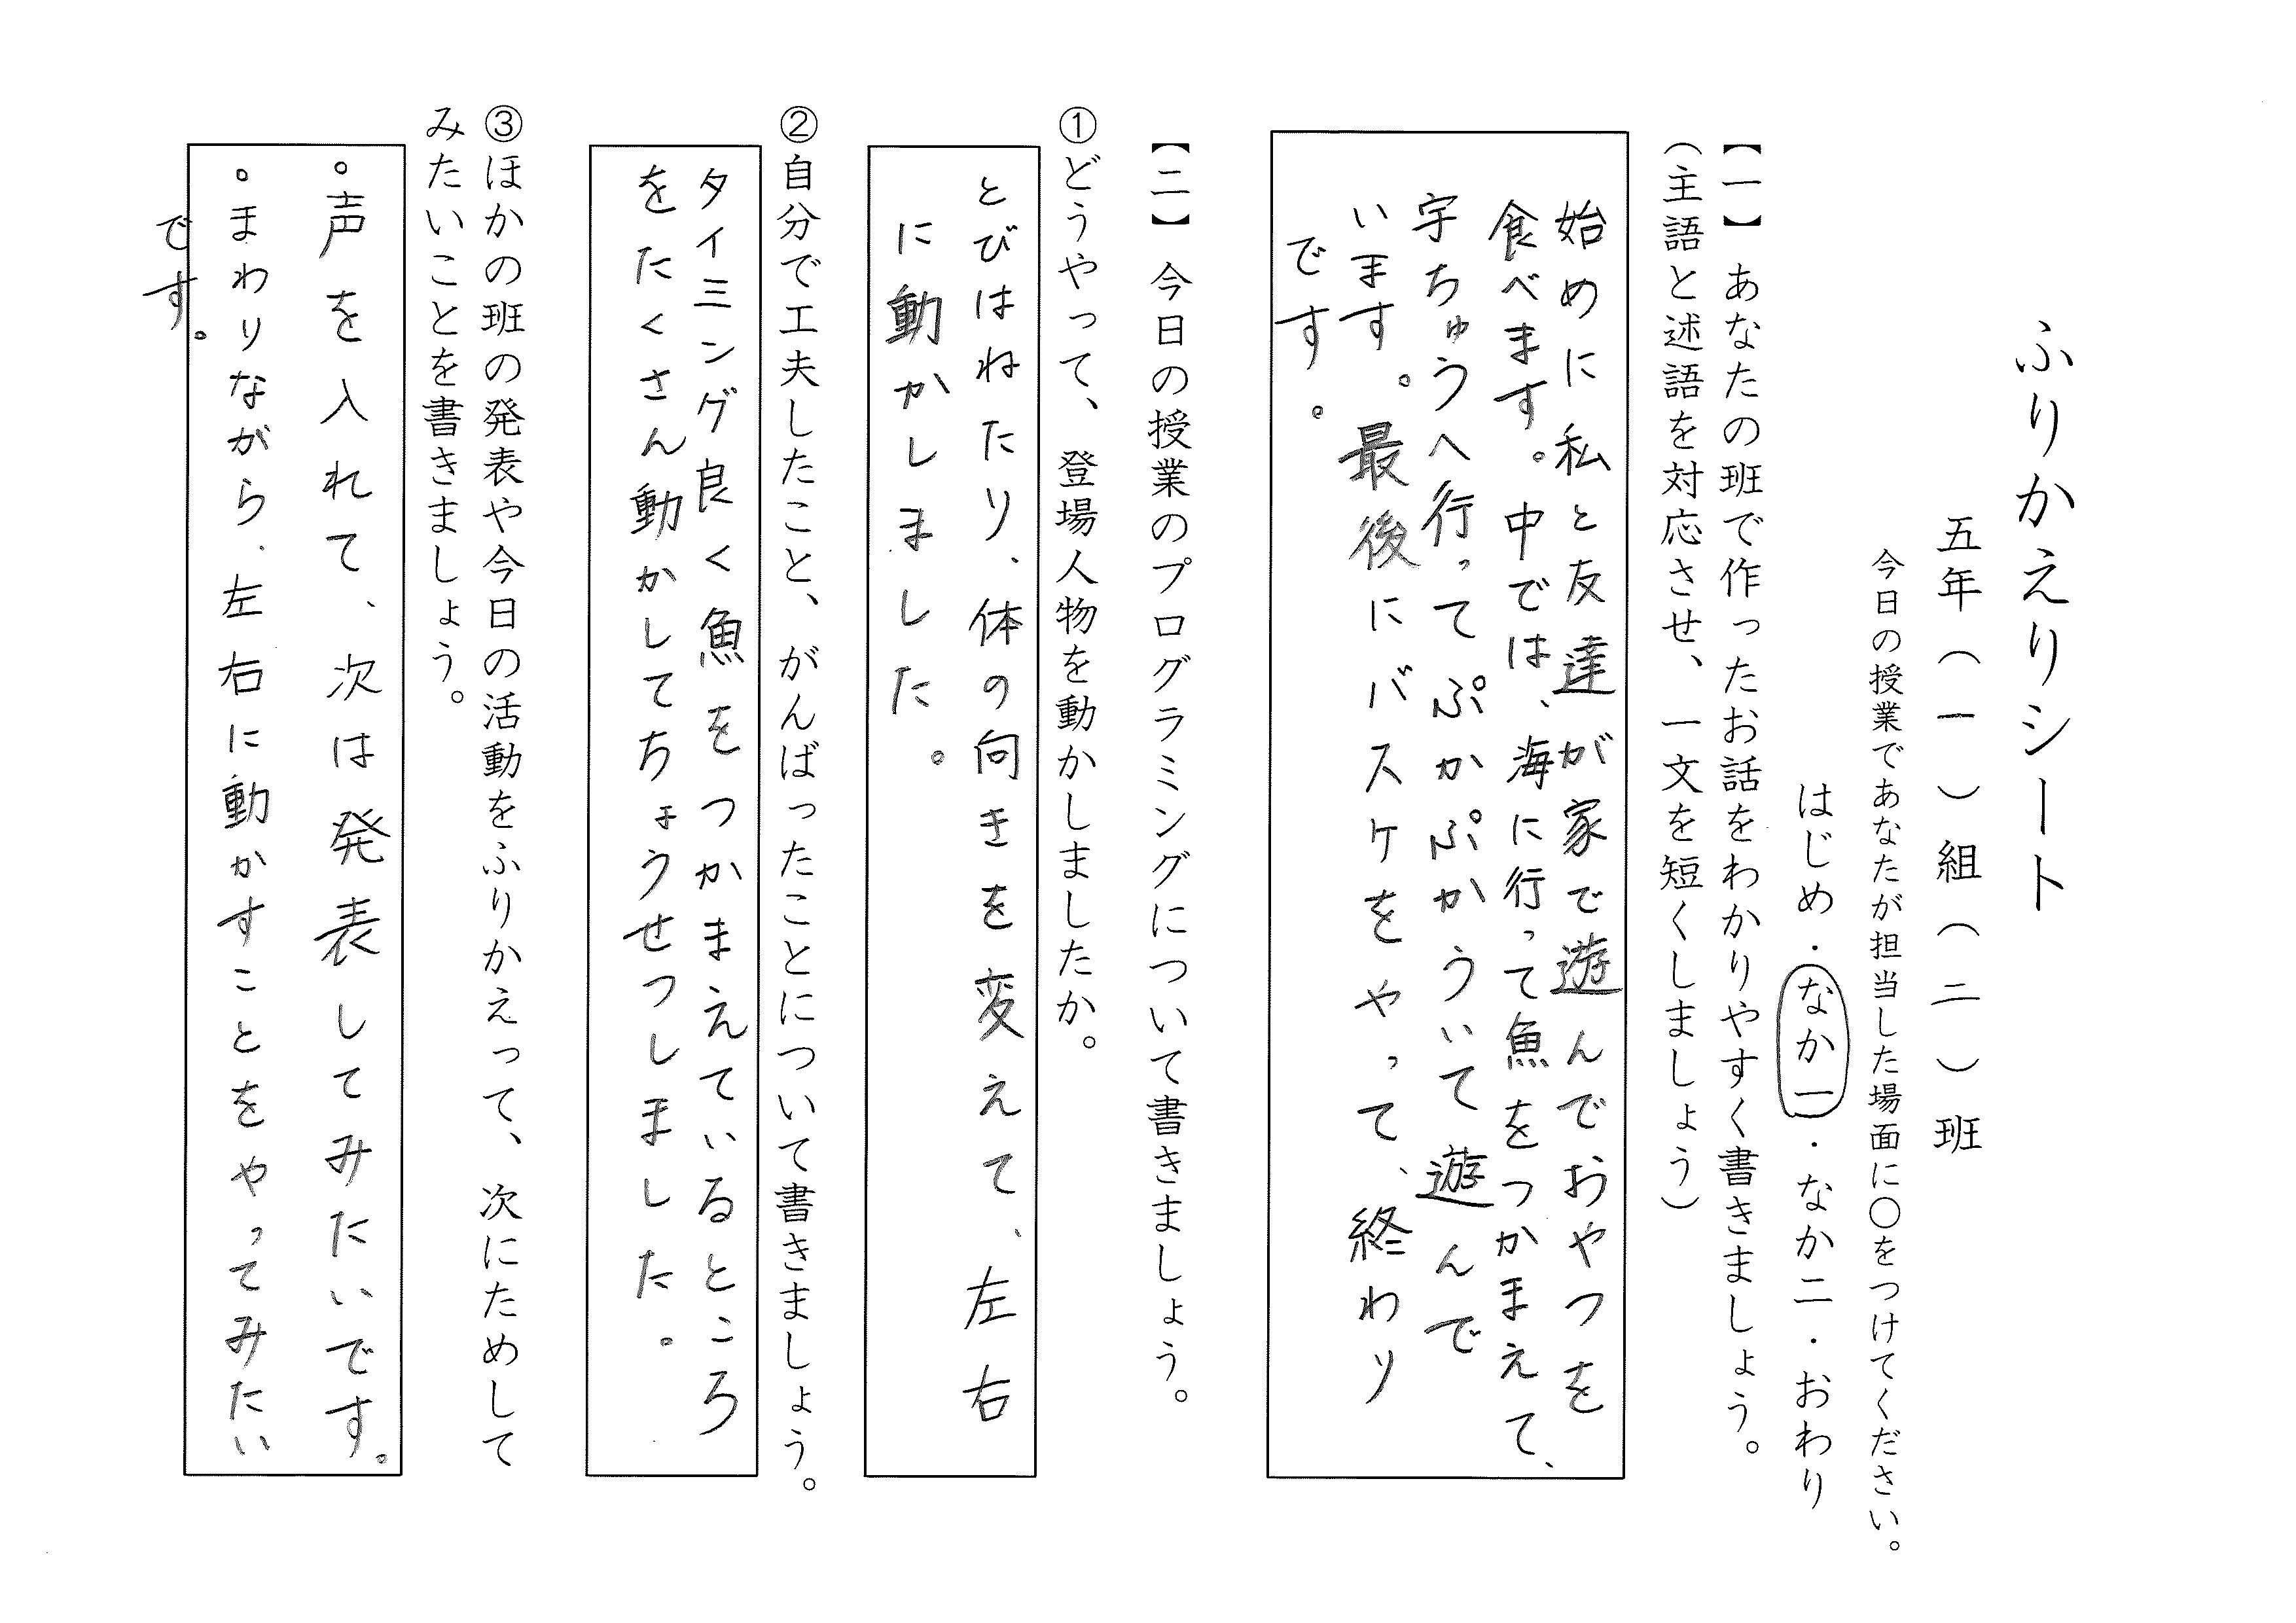 ふりかえりシート
五年（一）組（二）班
今日の授業であなたが担当した場面に○をつけてください。
はじめ・なか一・なか二・おわり
【一】あなたの班で作ったお話をわかりやすく書きましょう。
（主語と述語を対応させ、一文を短くしましょう）
始めに私と友達が家で遊んでおやつを
食べます。中では、海に行って魚をつかまえて、
宇ちゅうへ行ってぷかぷかういて遊んで
います。最後にバスケをやって、終わり
です。
【二】今日の授業のプログラミングについて書きましょう。
①どうやって、登場人物を動かしましたか。
とびはねたり、体の向きを変えて、左右
に動かしました。
②自分で工夫したこと、がんばったことについて書きましょう。
タイミング良く魚をつかまえているところ
をたくさん動かしてちょうせつしました。
③ほかの班の発表や今日の活動をふりかえって、次にためして
みたいことを書きましょう。
。声を入れて、次は発表してみたいです。
。まわりながら、左右に動かすことをやってみたい
です。